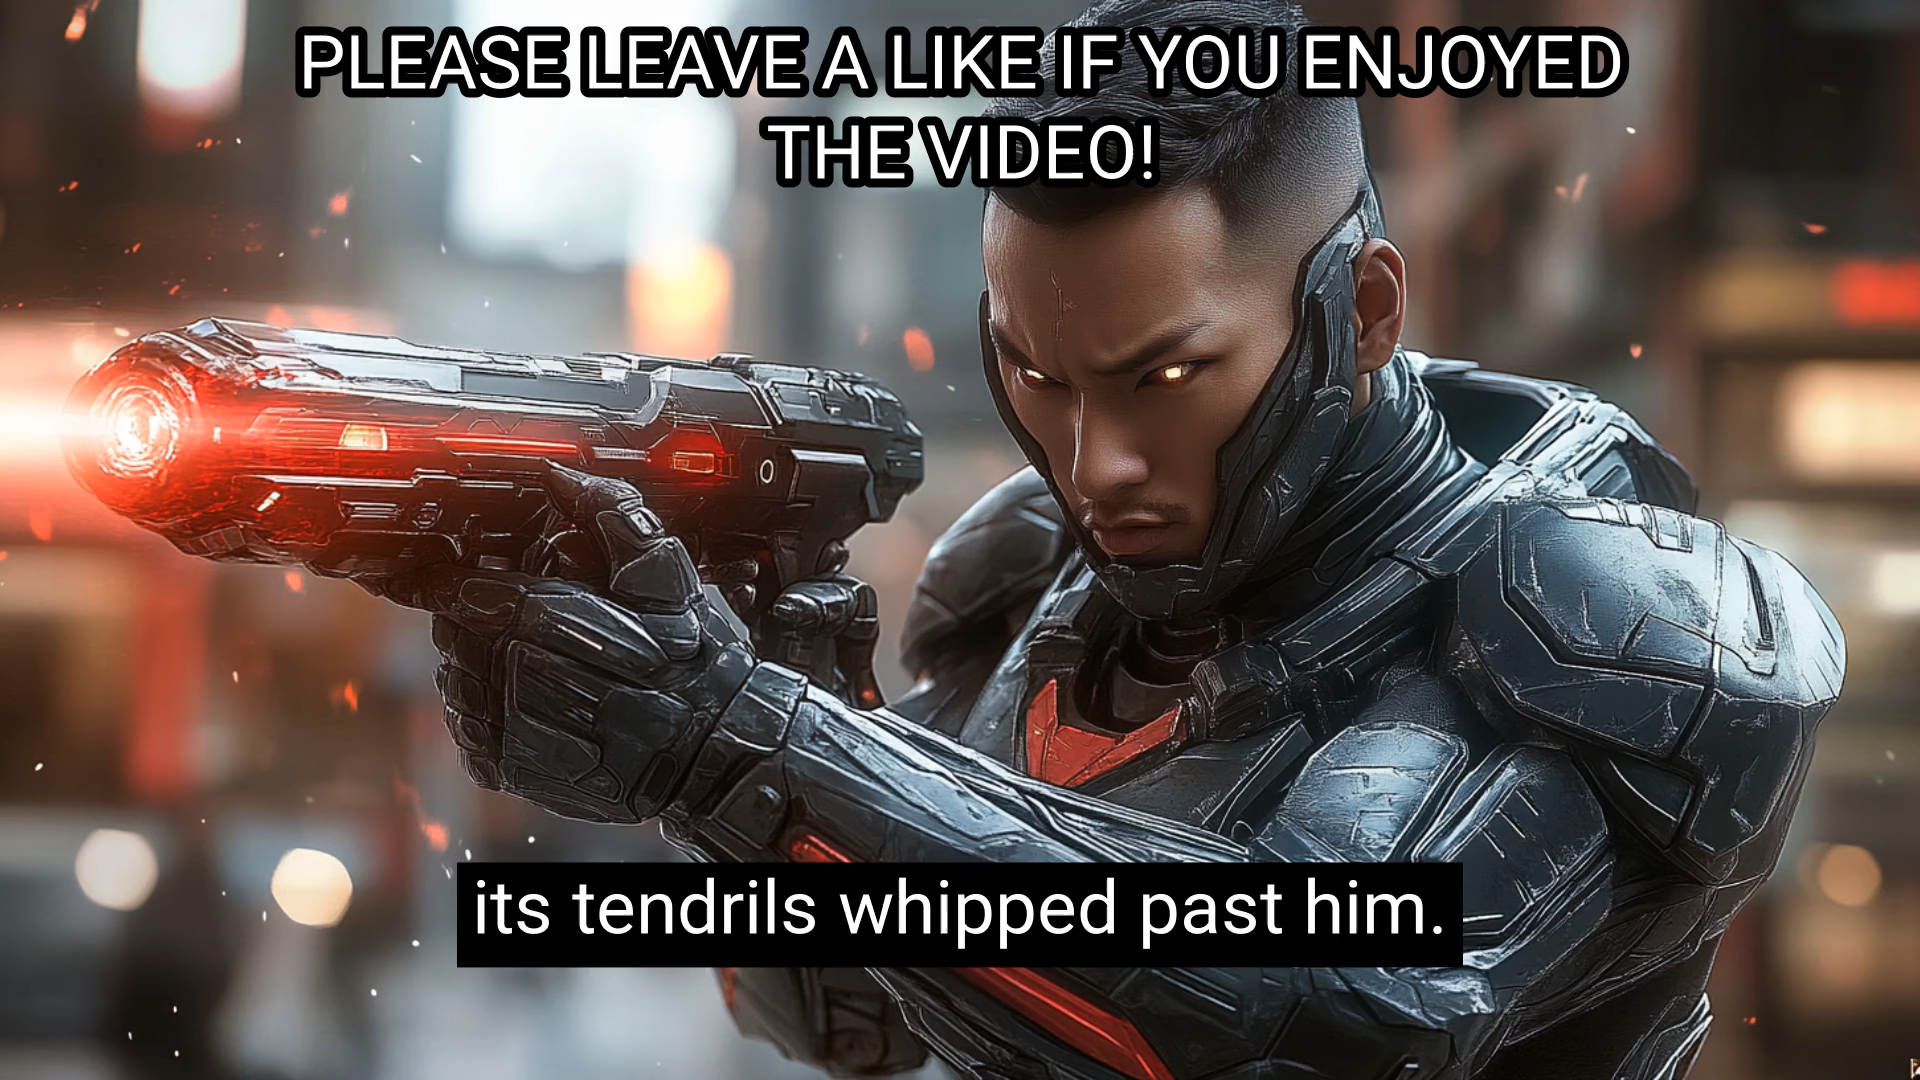 PLEASE LEAVE A LIKE IF YOU ENJOYED
THE VIDEO!
its tendrils whipped past him.